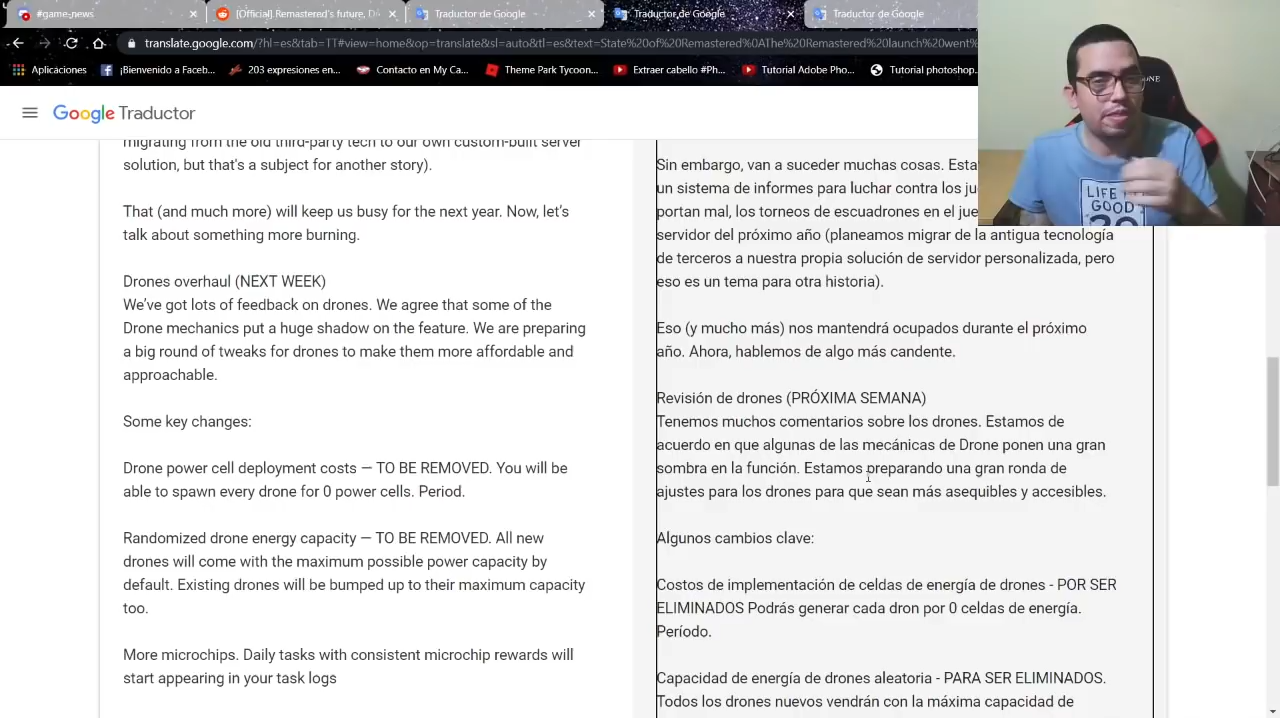 #game-news
[Official] Remastered's future, D
Traductor de Google
Traductor de Google
Traductor de Google
translate.google.com/?hl=es&tab=TT#view=home&op=translate&sl=auto&tl=es&text=State%20of%20Remastered%0AThe%20Remastered%20launch%20went%
Aplicaciones
¡Bienvenido a Faceb...
203 expresiones en...
Contacto en My Ca...
Theme Park Tycoon...
Extraer cabello #Ph...
Tutorial Adobe Pho...
Tutorial photoshop,
Google Traductor
migrating from the old third-party tech to our own custom-built server
solution, but that's a subject for another story).
That (and much more) will keep us busy for the next year. Now, let's
talk about something more burning.
Drones overhaul (NEXT WEEK)
We've got lots of feedback on drones. We agree that some of the
Drone mechanics put a huge shadow on the feature. We are preparing
a big round of tweaks for drones to make them more affordable and
approachable.
Some key changes:
Drone power cell deployment costs — TO BE REMOVED. You will be
able to spawn every drone for 0 power cells. Period.
Randomized drone energy capacity — TO BE REMOVED. All new
drones will come with the maximum possible power capacity by
default. Existing drones will be bumped up to their maximum capacity
too.
More microchips. Daily tasks with consistent microchip rewards will
start appearing in your task logs
Sin embargo, van a suceder muchas cosas. Esta
un sistema de informes para luchar contra los ju
portan mal, los torneos de escuadrones en el jue
servidor del próximo año (planeamos migrar de la antigua tecnología
de terceros a nuestra propia solución de servidor personalizada, pero
eso es un tema para otra historia).
Eso (y mucho más) nos mantendrá ocupados durante el próximo
año. Ahora, hablemos de algo más candente.
Revisión de drones (PRÓXIMA SEMANA)
Tenemos muchos comentarios sobre los drones. Estamos de
acuerdo en que algunas de las mecánicas de Drone ponen una gran
sombra en la función. Estamos preparando una gran ronda de
ajustes para los drones para que sean más asequibles y accesibles.
Algunos cambios clave:
Costos de implementación de celdas de energía de drones - POR SER
ELIMINADOS Podrás generar cada dron por 0 celdas de energía.
Período.
Capacidad de energía de drones aleatoria - PARA SER ELIMINADOS.
Todos los drones nuevos vendrán con la máxima capacidad de
LIFE
GOOD